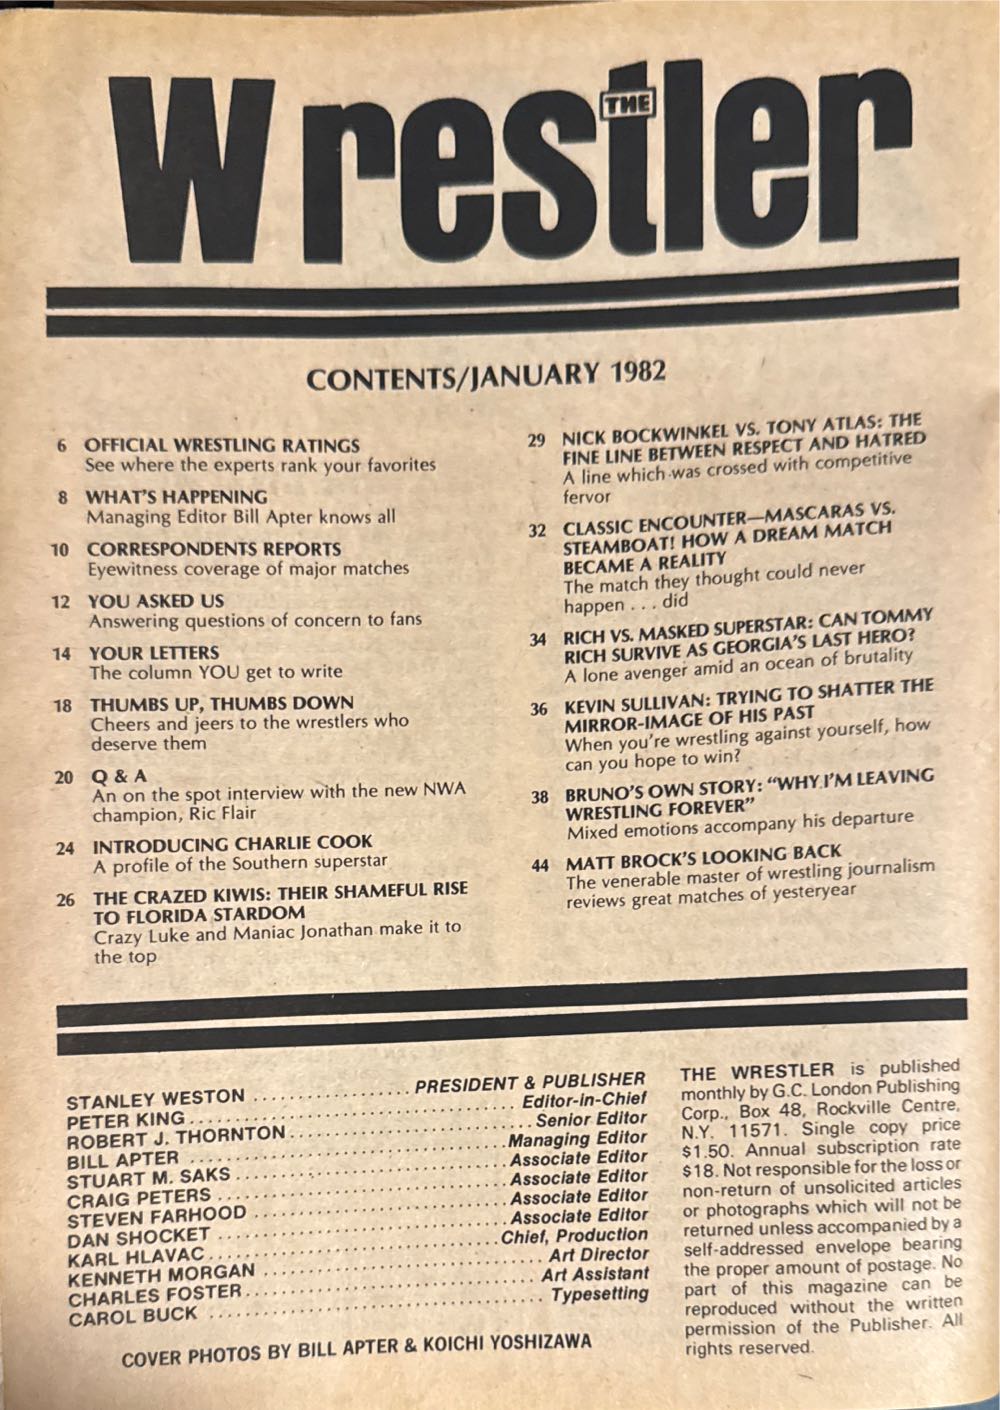 THE
Wrestler
CONTENTS/JANUARY 1982
6 OFFICIAL WRESTLING RATINGS
See where the experts rank your favorites
8 WHAT'S HAPPENING
Managing Editor Bill Apter knows all
10 CORRESPONDENTS REPORTS
Eyewitness coverage of major matches
12 YOU ASKED US
Answering questions of concern to fans
14 YOUR LETTERS
The column YOU get to write
18 THUMBS UP, THUMBS DOWN
Cheers and jeers to the wrestlers who
deserve them
20 Q & A
An on the spot interview with the new NWA
champion, Ric Flair
24 INTRODUCING CHARLIE COOK
A profile of the Southern superstar
26 THE CRAZED KIWIS: THEIR SHAMEFUL RISE
TO FLORIDA STARDOM
Crazy Luke and Maniac Jonathan make it to
the top
29 NICK BOCKWINKEL VS. TONY ATLAS: THE
FINE LINE BETWEEN RESPECT AND HATRED
A line which was crossed with competitive
fervor
32 CLASSIC ENCOUNTER—MASCARAS VS.
STEAMBOAT! HOW A DREAM MATCH
BECAME A REALITY
The match they thought could never
happen . . . did
34 RICH VS. MASKED SUPERSTAR: CAN TOMMY
RICH SURVIVE AS GEORGIA'S LAST HERO?
A lone avenger amid an ocean of brutality
36 KEVIN SULLIVAN: TRYING TO SHATTER THE
MIRROR-IMAGE OF HIS PAST
When you're wrestling against yourself, how
can you hope to win?
38 BRUNO'S OWN STORY: "WHY I'M LEAVING
WRESTLING FOREVER"
Mixed emotions accompany his departure
44 MATT BROCK'S LOOKING BACK
The venerable master of wrestling journalism
reviews great matches of yesteryear
STANLEY WESTON ................ PRESIDENT & PUBLISHER
PETER KING ................ Editor-in-Chief
ROBERT J. THORNTON ................ Senior Editor
BILL APTER ................ Managing Editor
STUART M. SAKS ................ Associate Editor
CRAIG PETERS ................ Associate Editor
STEVEN FARHOOD ................ Associate Editor
DAN SHOCKET ................ Associate Editor
KARL HLAVAC ................ Chief, Production
KENNETH MORGAN ................ Art Director
CHARLES FOSTER ................ Art Assistant
CAROL BUCK ................ Typesetting
COVER PHOTOS BY BILL APTER & KOICHI YOSHIZAWA
THE WRESTLER is published
monthly by G.C. London Publishing
Corp., Box 48, Rockville Centre,
N.Y. 11571. Single copy price
$1.50. Annual subscription rate
$18. Not responsible for the loss or
non-return of unsolicited articles
or photographs which will not be
returned unless accompanied by a
self-addressed envelope bearing
the proper amount of postage. No
part of this magazine can be
reproduced without the written
permission of the Publisher. All
rights reserved.